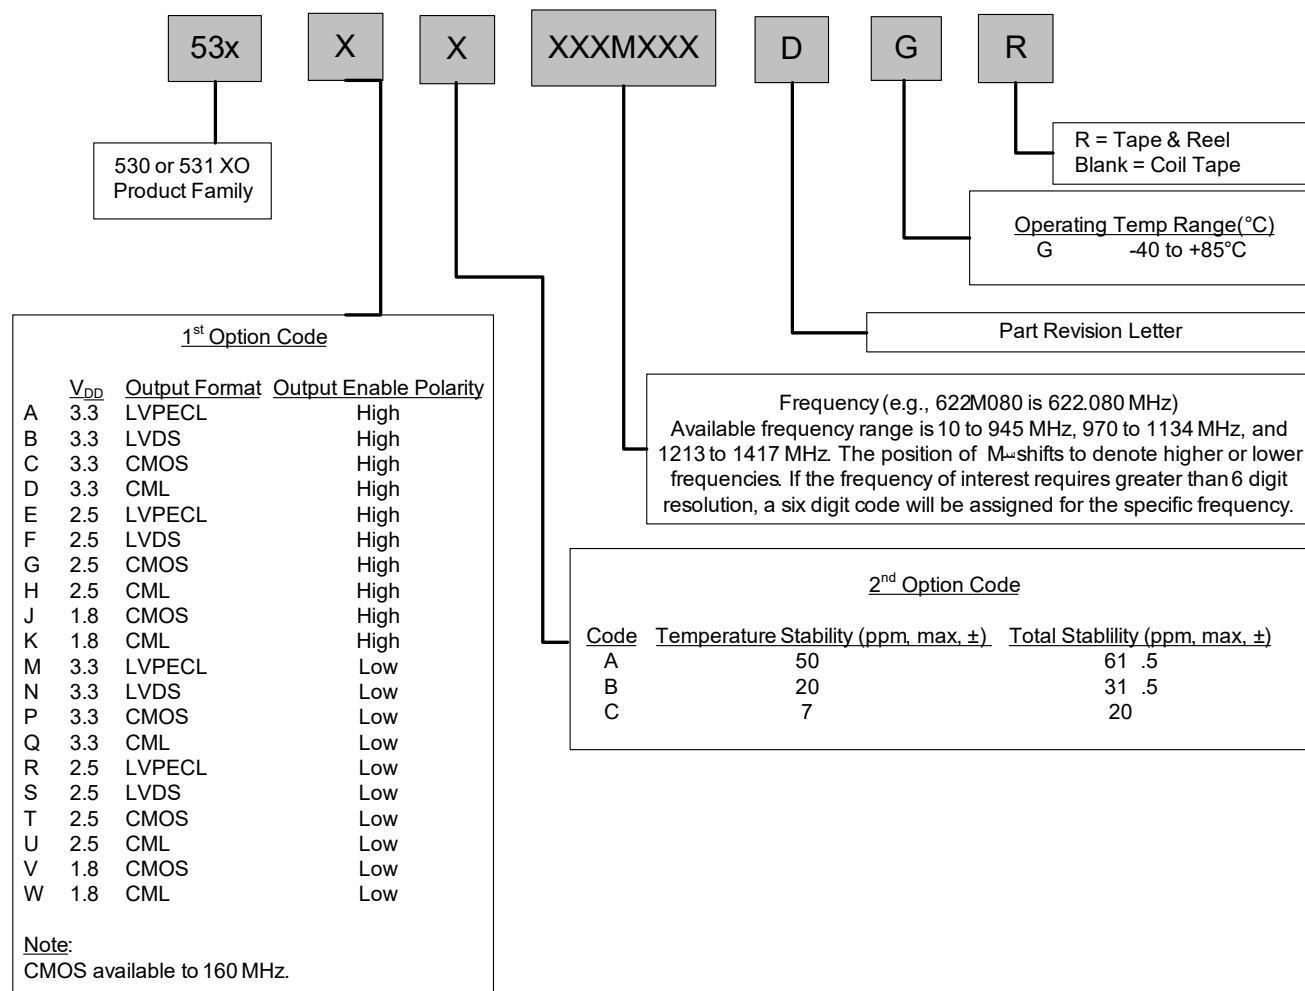 53x X X XXXMXXX D G R
530 or 531 XO
Product Family
R = Tape & Reel
Blank = Coil Tape
Operating Temp Range(°C)
G -40 to +85°C
Part Revision Letter
Frequency (e.g., 622M080 is 622.080 MHz)
Available frequency range is 10 to 945 MHz, 970 to 1134 MHz, and
1213 to 1417 MHz. The position of M shifts to denote higher or lower
frequencies. If the frequency of interest requires greater than 6 digit
resolution, a six digit code will be assigned for the specific frequency.
1st Option Code
VDD Output Format Output Enable Polarity
A 3.3 LVPECL High
B 3.3 LVDS High
C 3.3 CMOS High
D 3.3 CML High
E 2.5 LVPECL High
F 2.5 LVDS High
G 2.5 CMOS High
H 2.5 CML High
J 1.8 CMOS High
K 1.8 CML High
M 3.3 LVPECL Low
N 3.3 LVDS Low
P 3.3 CMOS Low
Q 3.3 CML Low
R 2.5 LVPECL Low
S 2.5 LVDS Low
T 2.5 CMOS Low
U 2.5 CML Low
V 1.8 CMOS Low
W 1.8 CML Low
Note:
CMOS available to 160 MHz.
2nd Option Code
Code Temperature Stability (ppm, max, ±) Total Stablility (ppm, max, ±)
A 50 61 .5
B 20 31 .5
C 7 20